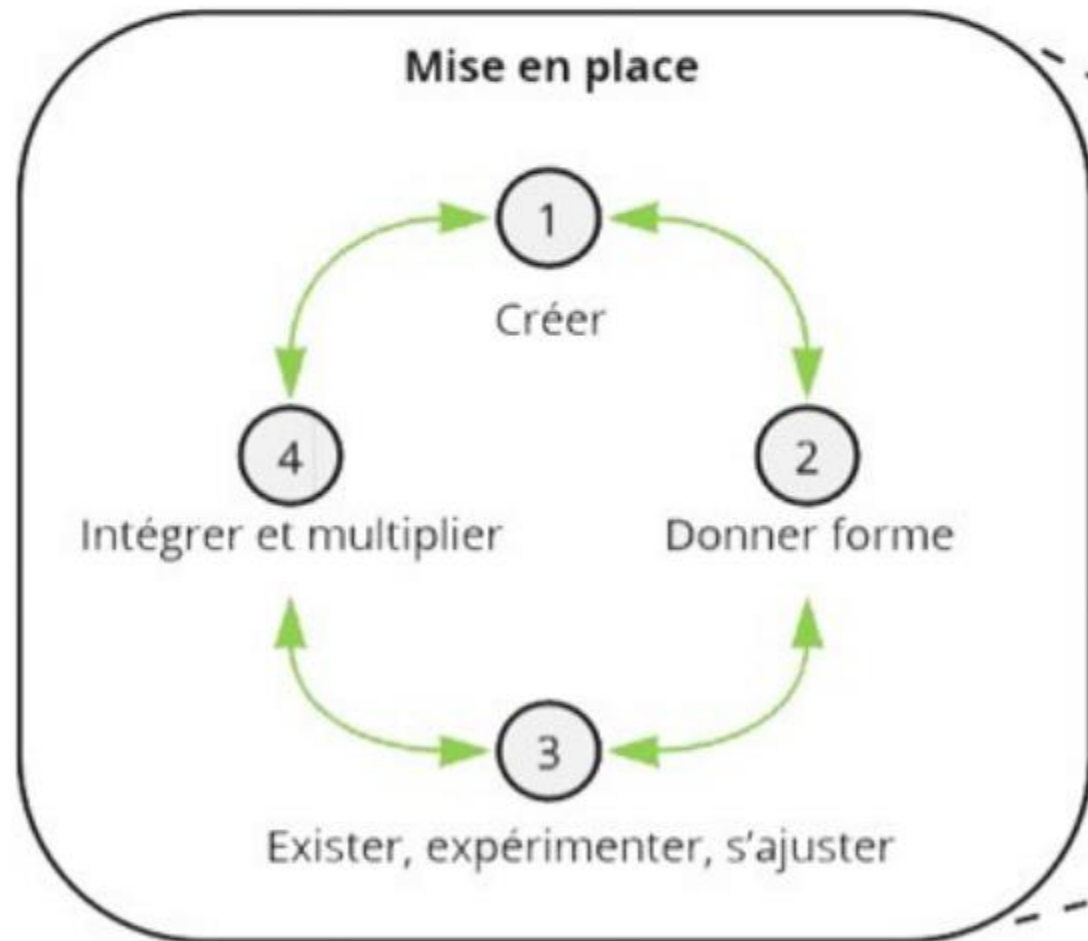 Mise en place
1
Créer
4
2
Intégrer et multiplier
Donner forme
3
Exister, expérimenter, s'ajuster